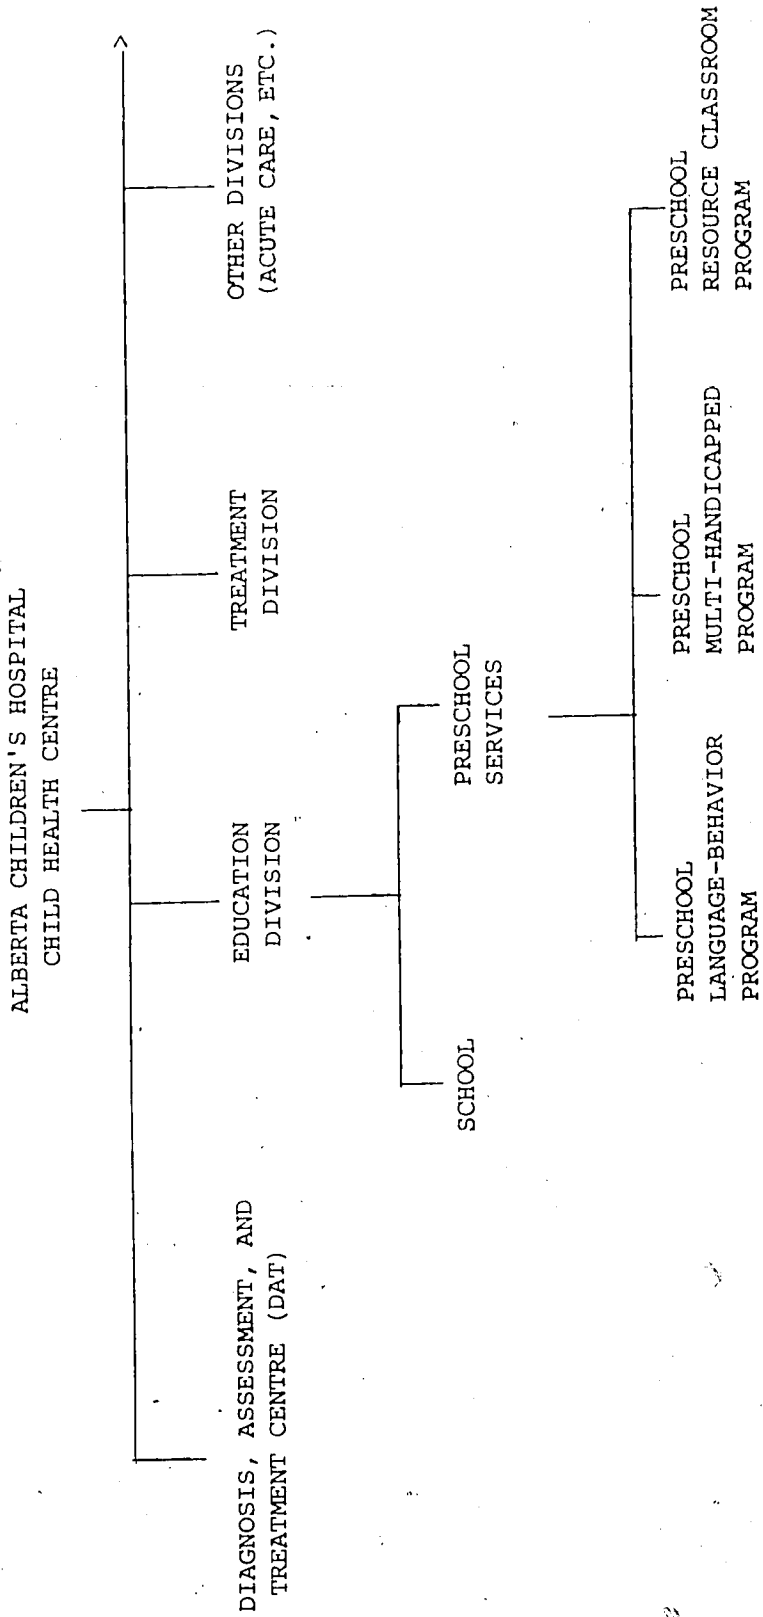 ALBERTA CHILDREN'S HOSPITAL
CHILD HEALTH CENTRE
DIAGNOSIS, ASSESSMENT, AND
TREATMENT CENTRE (DAT)
EDUCATION
DIVISION
TREATMENT
DIVISION
OTHER DIVISIONS
(ACUTE CARE, ETC.)
SCHOOL
PRESCHOOL
SERVICES
PRESCHOOL
LANGUAGE-BEHAVIOR
PROGRAM
PRESCHOOL
MULTI-HANDICAPPED
PROGRAM
PRESCHOOL
RESOURCE CLASSROOM
PROGRAM